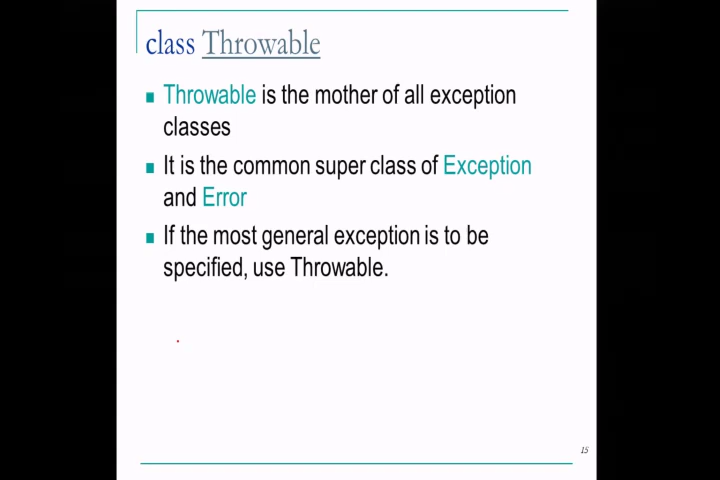 class Throwable
Throwable is the mother of all exception
classes
It is the common super class of Exception
and Error
If the most general exception is to be
specified, use Throwable.
15